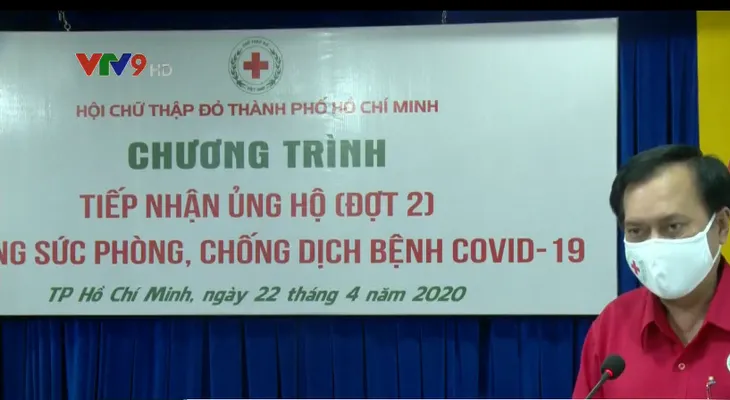 VTV9 HD
HỘI CHỮ THẬP ĐỎ THÀNH PHỐ HỒ CHÍ MINH
CHƯƠNG TRÌNH
TIẾP NHẬN ỦNG HỘ (ĐỢT 2)
NG SỨC PHÒNG, CHỐNG DỊCH BỆNH COVID-19
TP Hồ Chí Minh, ngày 22 tháng 4 năm 2020